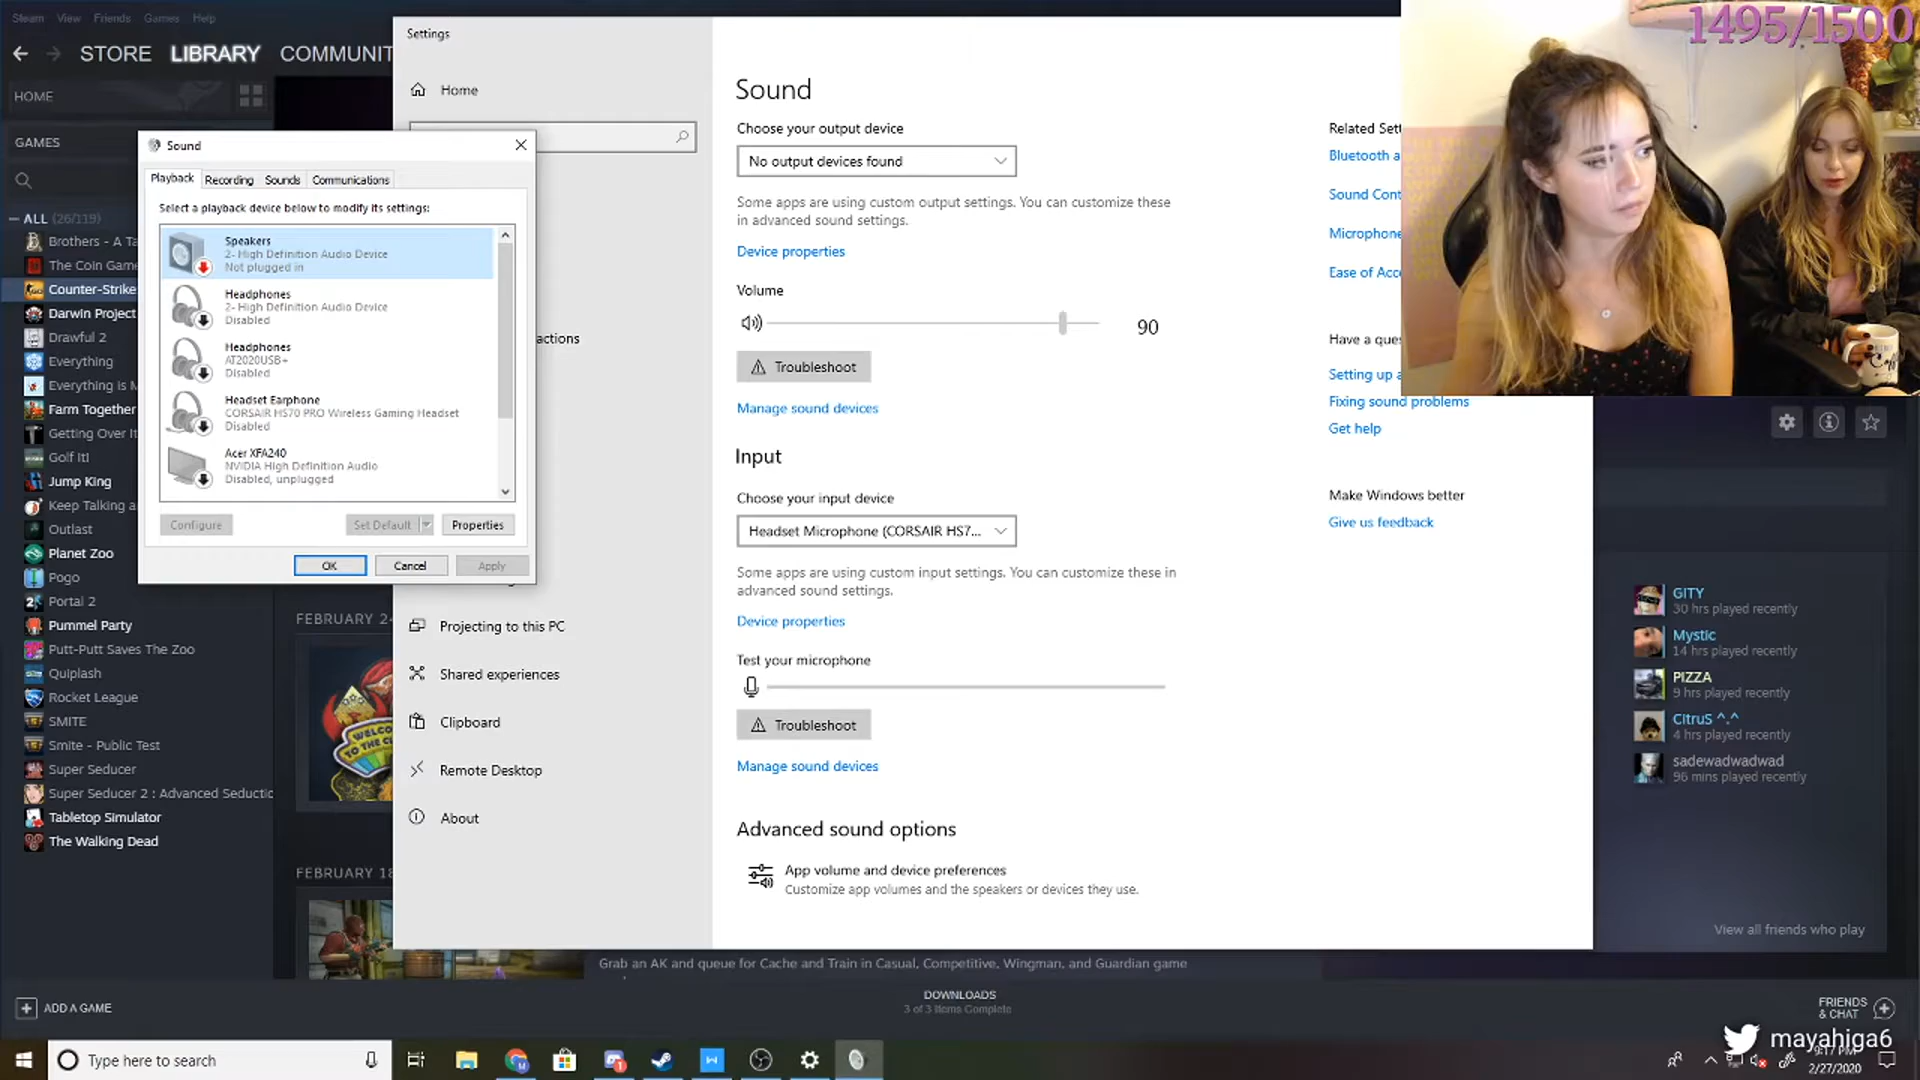 Steam View Friends Games Help
STORE LIBRARY COMMUNIT
HOME
GAMES
ALL (26/119)
Brothers - A Ta
The Coin Game
Counter-Strike
Darwin Project
Drawful 2
Everything
Everything is M
Farm Together
Getting Over It
Golf It!
Jump King
Keep Talking a
Outlast
Planet Zoo
Pogo
Portal 2
Pummel Party
Putt-Putt Saves The Zoo
Quiplash
Rocket League
SMITE
Smite - Public Test
Super Seducer
Super Seducer 2 : Advanced Seductic
Tabletop Simulator
The Walking Dead
ADD A GAME
Sound
Playback Recording Sounds Communications
Select a playback device below to modify its settings:
Speakers
2- High Definition Audio Device
Not plugged in
Headphones
2- High Definition Audio Device
Disabled
Headphones
AT2020USB+
Disabled
Headset Earphone
CORSAIR HS70 PRO Wireless Gaming Headset
Disabled
Acer XFA240
NVIDIA High Definition Audio
Disabled, unplugged
Configure Set Default Properties
OK Cancel Apply
Settings
Home
actions
Projecting to this PC
Shared experiences
Clipboard
Remote Desktop
About
FEBRUARY 24
WELCO
TO THE C
FEBRUARY 18
Sound
Choose your output device
No output devices found
Some apps are using custom output settings. You can customize these
in advanced sound settings.
Device properties
Volume
90
Troubleshoot
Manage sound devices
Input
Choose your input device
Headset Microphone (CORSAIR HS7...
Some apps are using custom input settings. You can customize these in
advanced sound settings.
Device properties
Test your microphone
Troubleshoot
Manage sound devices
Advanced sound options
App volume and device preferences
Customize app volumes and the speakers or devices they use.
Related Sett
Bluetooth a
Sound Cont
Microphone
Ease of Acc
Have a ques
Setting up a
Fixing sound problems
Get help
Make Windows better
Give us feedback
1495/1500
Coffee
GITY
30 hrs played recently
Mystic
14 hrs played recently
PIZZA
9 hrs played recently
CitruS ^.^
4 hrs played recently
sadewadwadwad
96 mins played recently
View all friends who play
Grab an AK and queue for Cache and Train in Casual, Competitive, Wingman, and Guardian game
DOWNLOADS
3 of 3 Items Complete
FRIENDS
& CHAT
mayahiga6
Type here to search
9:17 PM
2/27/2020